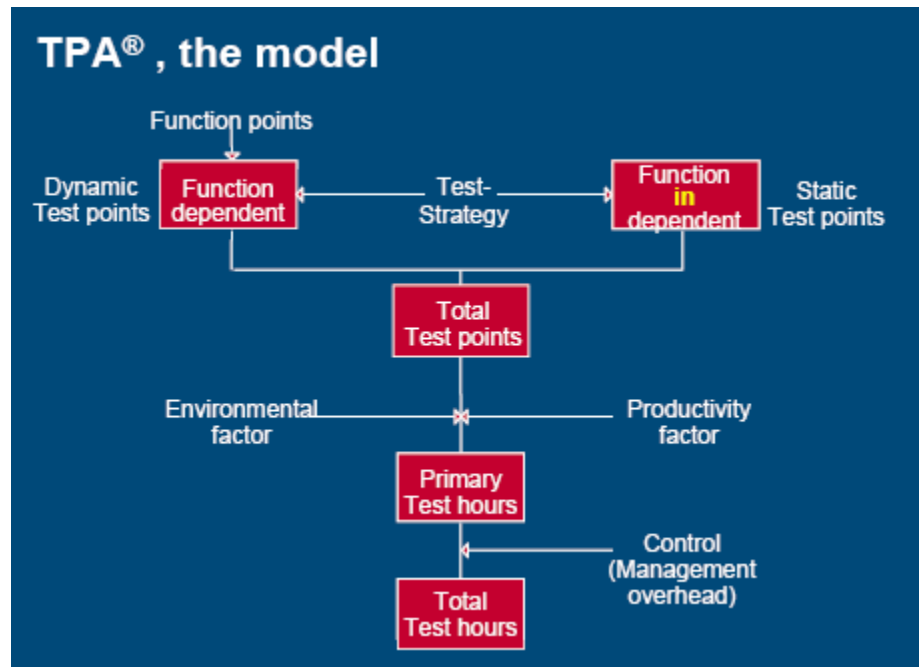 TPA® , the model
Function points
Dynamic
Test points
Function
dependent
Test-
Strategy
Function
in
dependent
Static
Test points
Total
Test points
Environmental
factor
Productivity
factor
Primary
Test hours
Control
(Management
overhead)
Total
Test hours